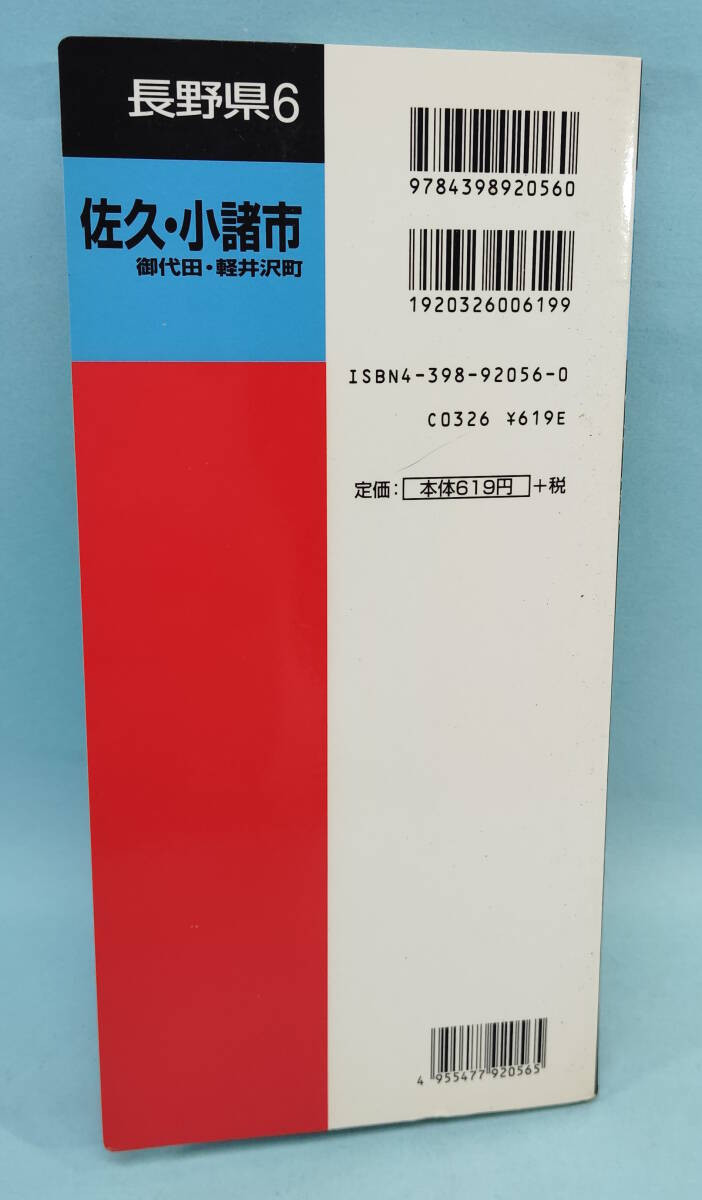 長野県6
佐久・小諸市
御代田・軽井沢町
9784398920560
1920326006199
ISBN4-398-92056-0
C0326 ¥619E
定価: 本体619円 +税
4 955477 920565